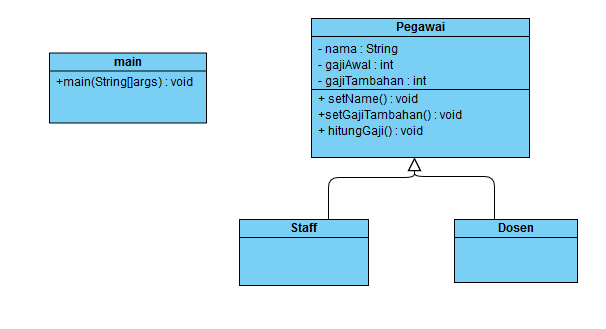 main
+main(String[]args) : void
Pegawai
- nama : String
- gajiAwal : int
- gajiTambahan : int
+ setName() : void
+setGajiTambahan() : void
+ hitungGaji() : void
Staff
Dosen